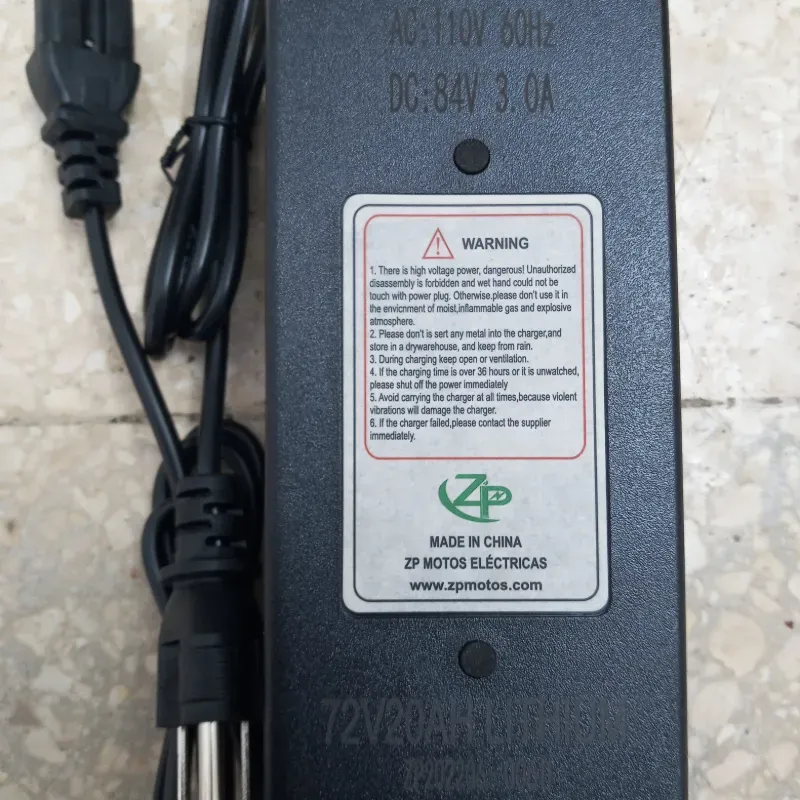 AC:110V 60Hz
DC:84V 3.0A
WARNING
1. There is high voltage power, dangerous! Unauthorized
disassembly is forbidden and wet hand could not be
touch with power plug. Otherwise,please don't use it in
the envicnment of moist,inflammable gas and explosive
atmosphere.
2. Please don't is sert any metal into the charger,and
store in a drywarehouse, and keep from rain.
3. During charging keep open or ventilation.
4. If the charging time is over 36 hours or it is unwatched,
please shut off the power immediately
5. Avoid carrying the charger at all times,because violent
vibrations will damage the charger.
6. If the charger failed,please contact the supplier
immediately.
ZP
MADE IN CHINA
ZP MOTOS ELÉCTRICAS
www.zpmotos.com
72V20AH LITHIUM